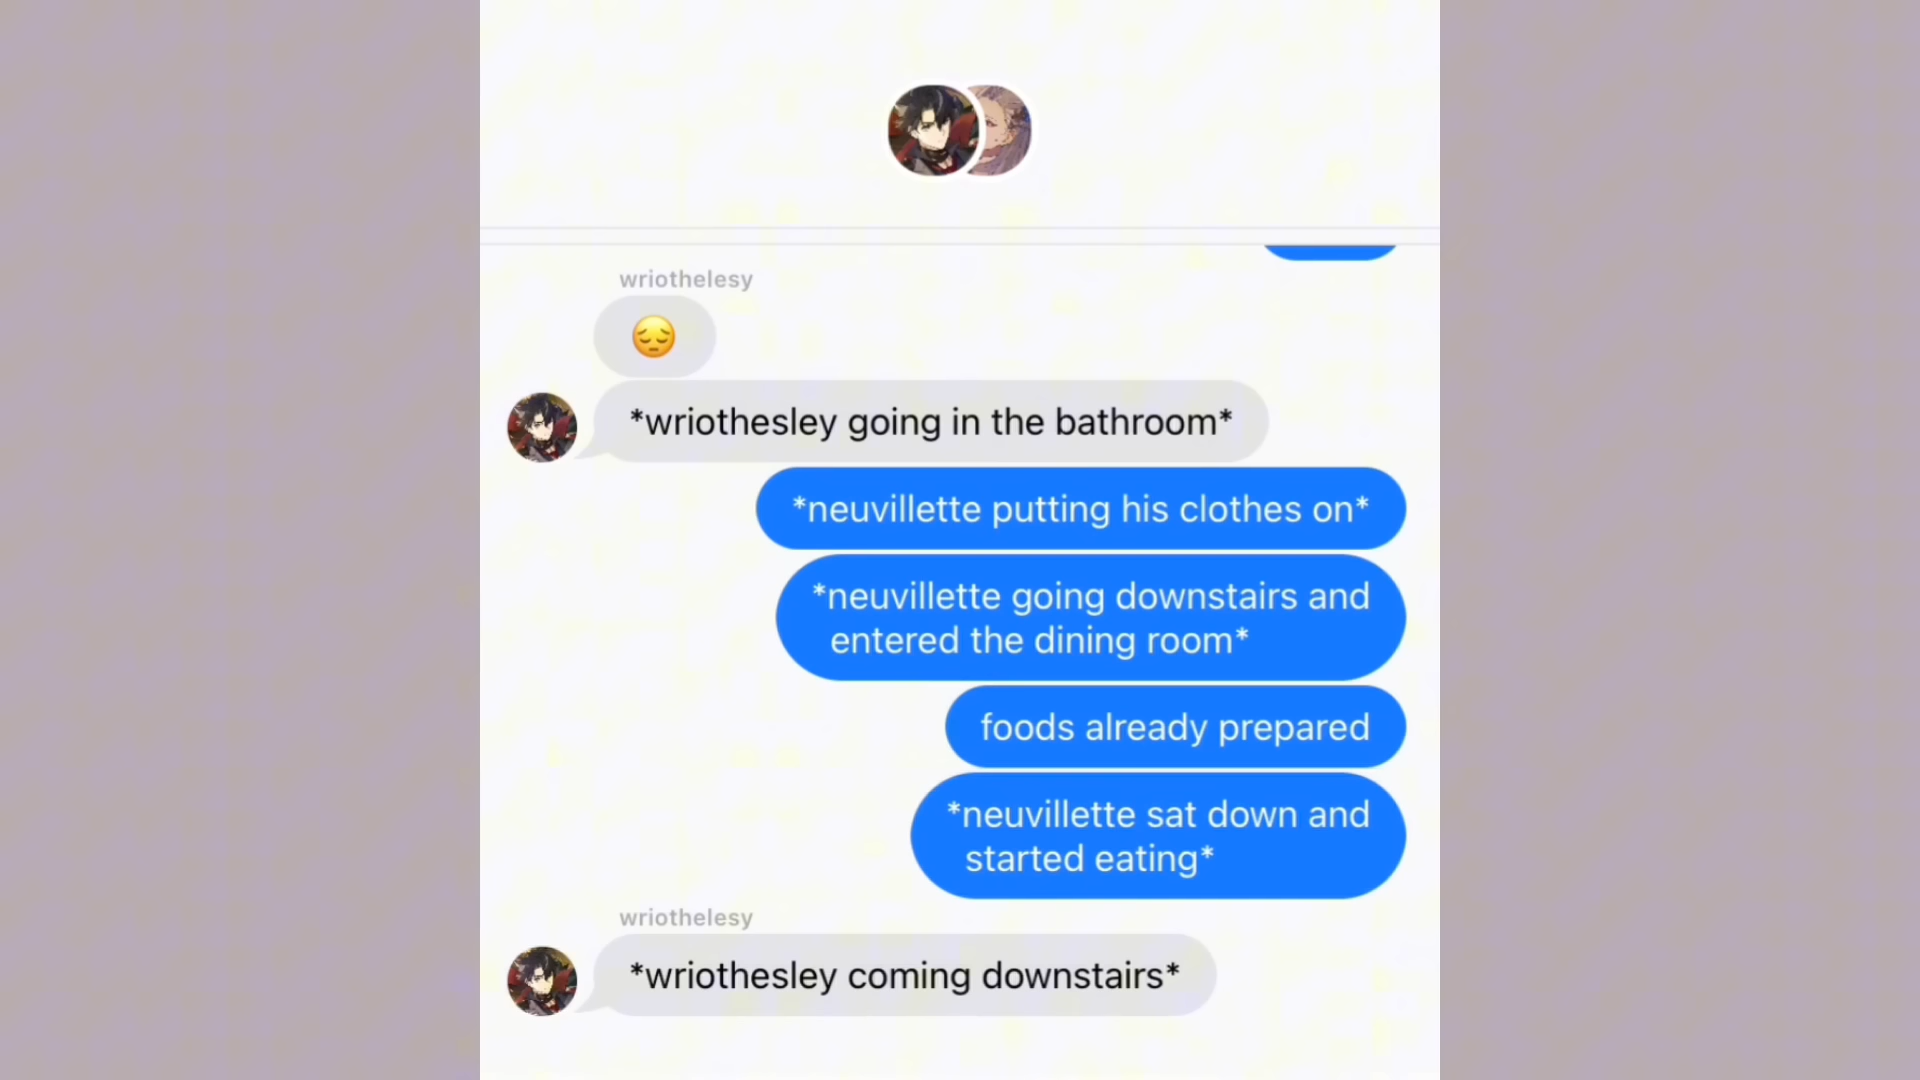 wriothelesy
😔
*wriothesley going in the bathroom*
*neuvillette putting his clothes on*
*neuvillette going downstairs and
entered the dining room*
foods already prepared
*neuvillette sat down and
started eating*
wriothelesy
*wriothesley coming downstairs*